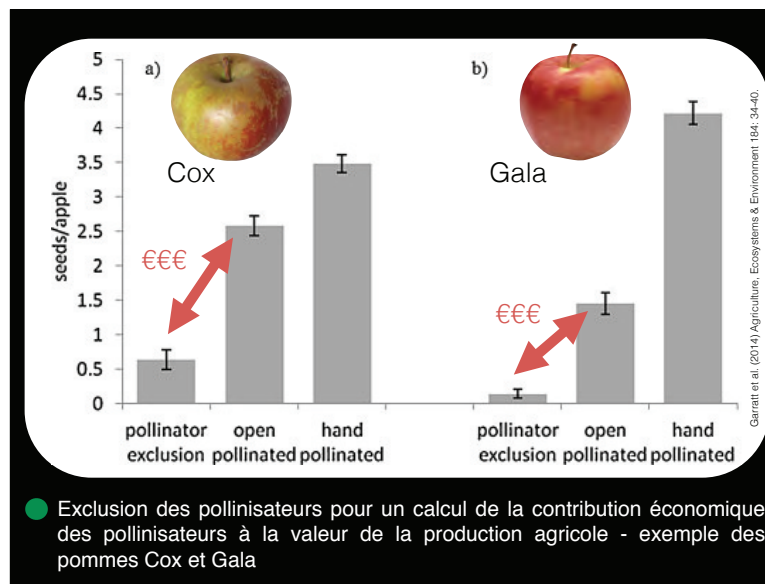 a)
b)
Cox
Gala
seeds/apple
5
4.5
4
3.5
3
2.5
2
1.5
1
0.5
0
€€€
€€€
pollinator exclusion
open pollinated
hand pollinated
pollinator exclusion
open pollinated
hand pollinated
Garratt et al. (2014) Agriculture, Ecosystems & Environment 184: 34-40.
Exclusion des pollinisateurs pour un calcul de la contribution économique
des pollinisateurs à la valeur de la production agricole - exemple des
pommes Cox et Gala